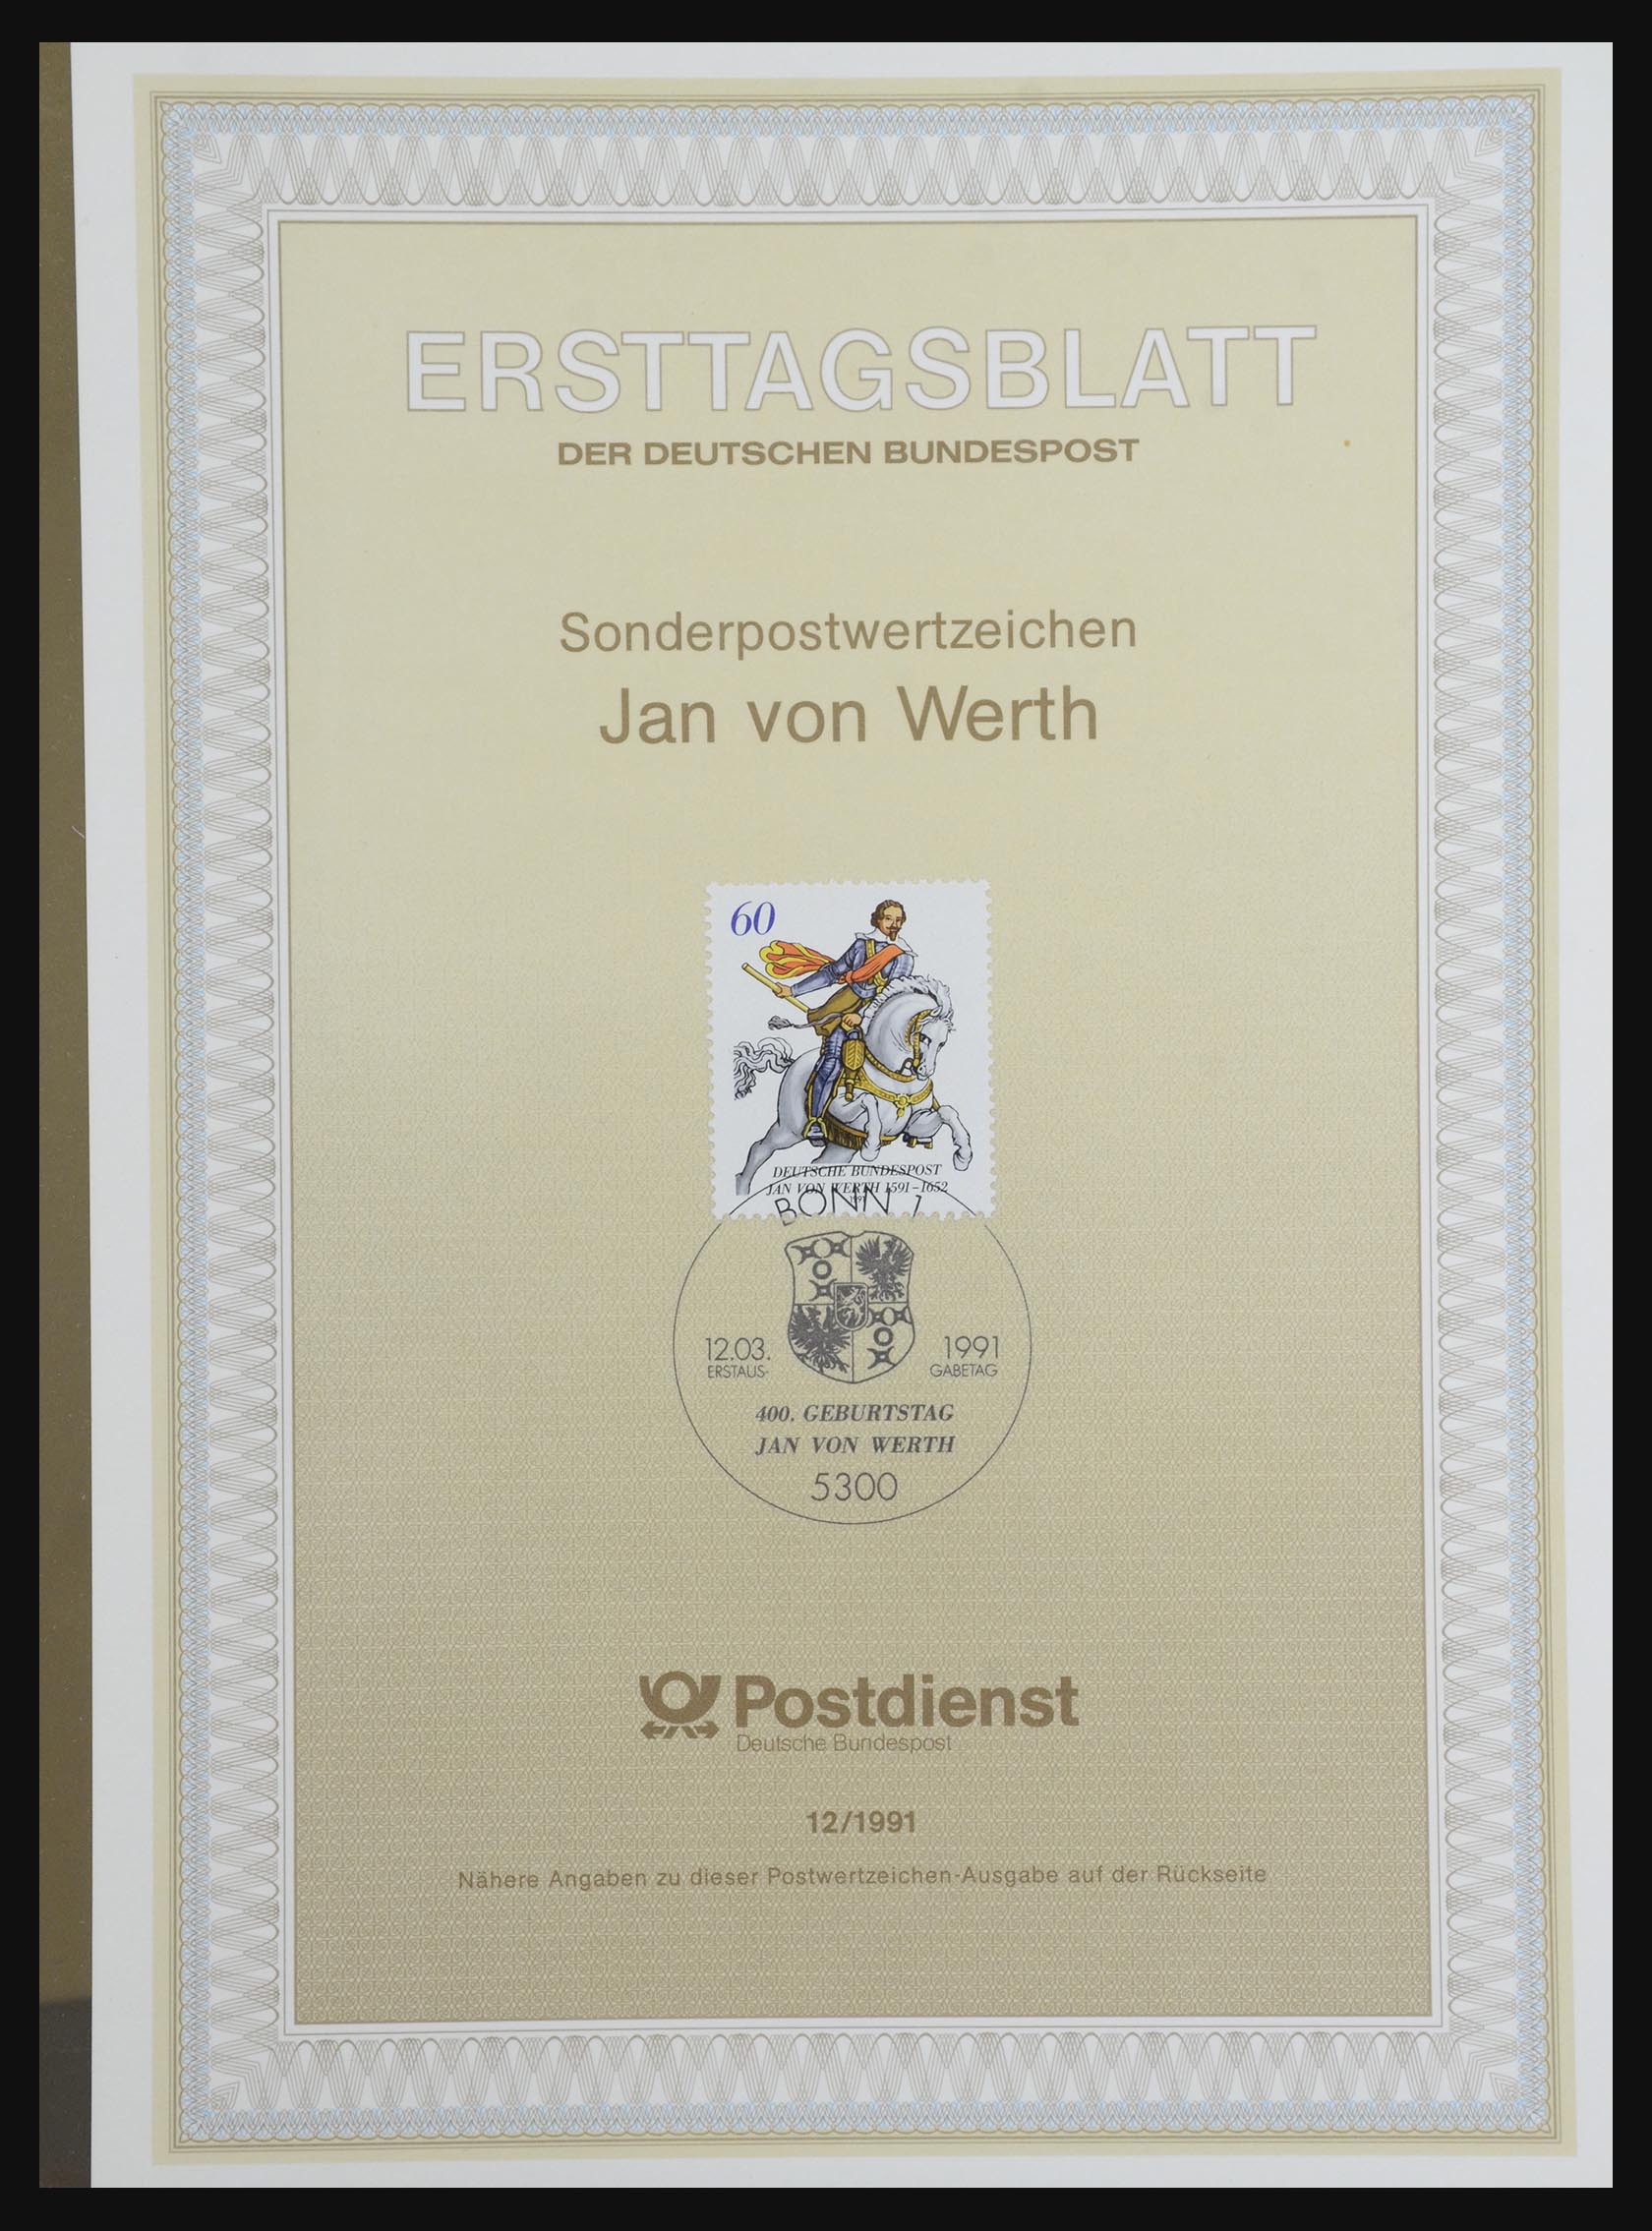 ERSTTAGSBLATT
DER DEUTSCHEN BUNDESPOST
Sonderpostwertzeichen
Jan von Werth
60
DEUTSCHE BUNDESPOST
JAN VON WERTH 1591–1652
BONN 1
12.03. 1991
ERSTAUS- GABETAG
400. GEBURTSTAG
JAN VON WERTH
5300
Postdienst
Deutsche Bundespost
12/1991
Nähere Angaben zu dieser Postwertzeichen-Ausgabe auf der Rückseite